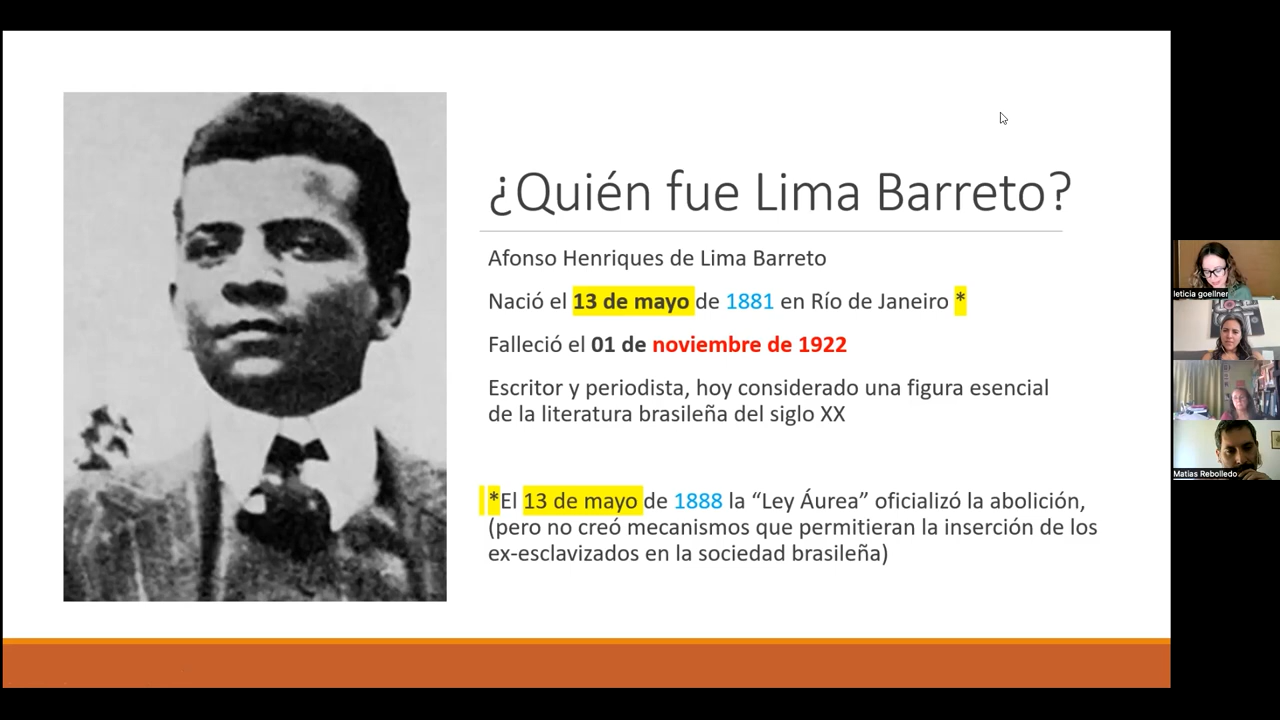 ¿Quién fue Lima Barreto?
Afonso Henriques de Lima Barreto
Nació el 13 de mayo de 1881 en Río de Janeiro *
Falleció el 01 de noviembre de 1922
Escritor y periodista, hoy considerado una figura esencial
de la literatura brasileña del siglo XX
*El 13 de mayo de 1888 la “Ley Áurea” oficializó la abolición,
(pero no creó mecanismos que permitieran la inserción de los
ex-esclavizados en la sociedad brasileña)
leticia goellner
Matias Rebolledo